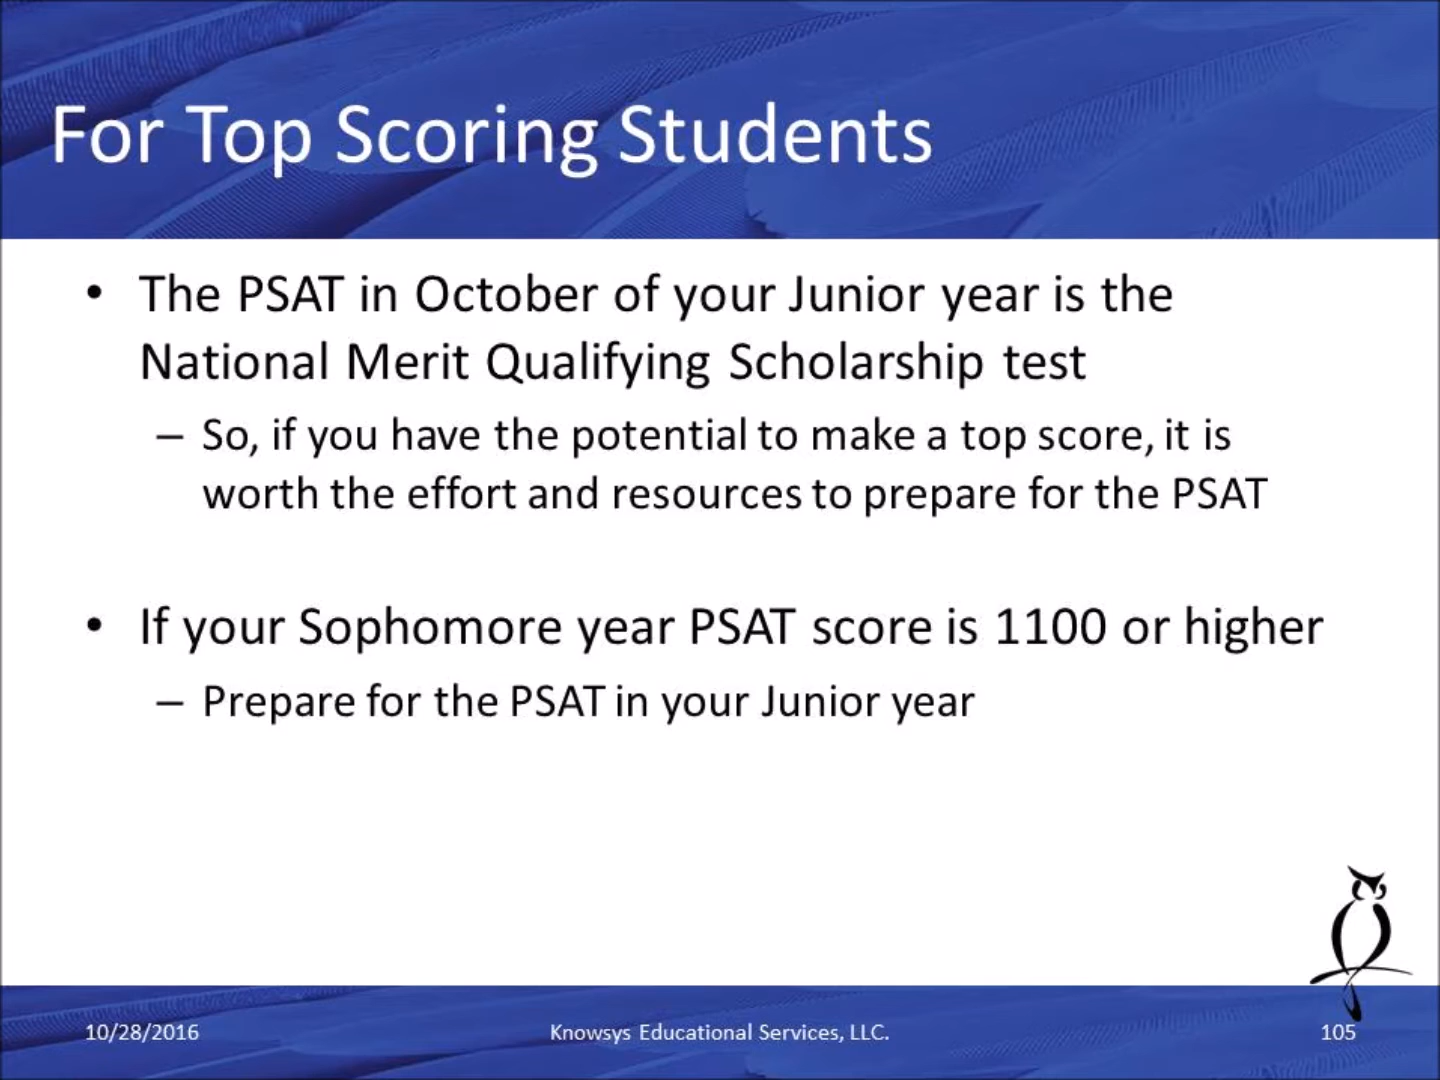 For Top Scoring Students
• The PSAT in October of your Junior year is the
National Merit Qualifying Scholarship test
– So, if you have the potential to make a top score, it is
worth the effort and resources to prepare for the PSAT
• If your Sophomore year PSAT score is 1100 or higher
– Prepare for the PSAT in your Junior year
10/28/2016
Knowsys Educational Services, LLC.
105